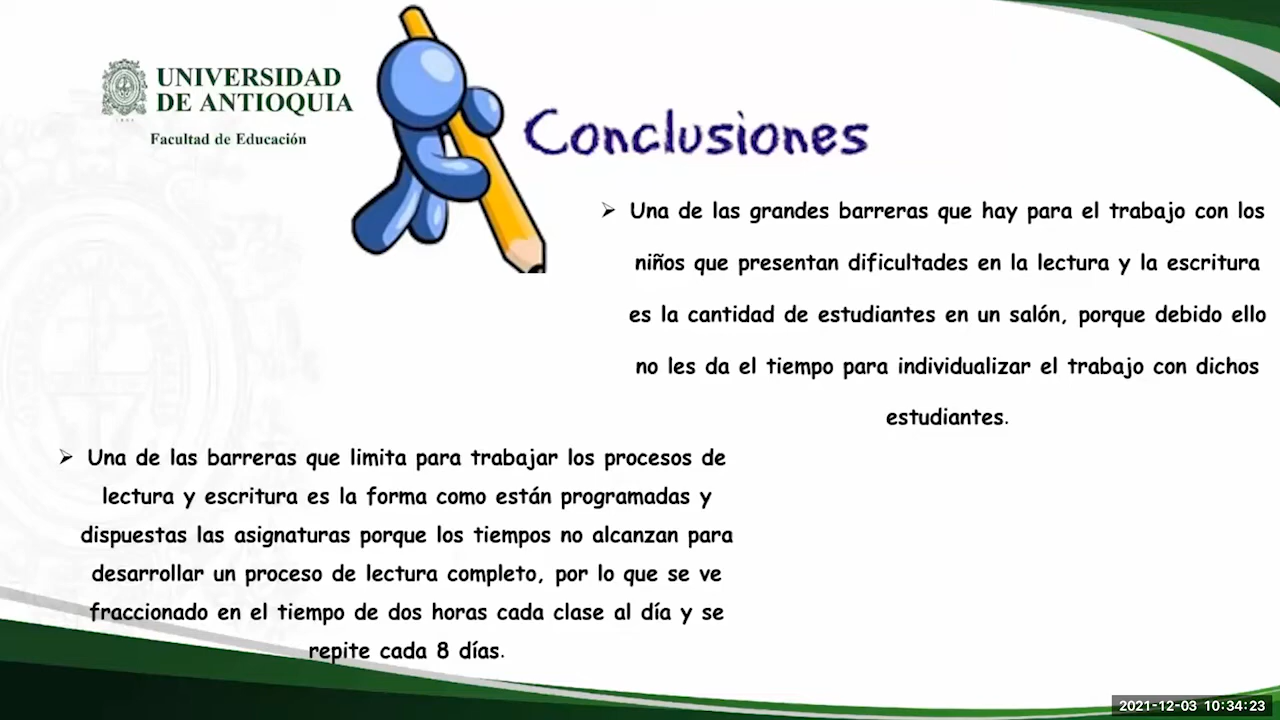 UNIVERSIDAD
DE ANTIOQUIA
Facultad de Educación
Conclusiones
➢ Una de las grandes barreras que hay para el trabajo con los
niños que presentan dificultades en la lectura y la escritura
es la cantidad de estudiantes en un salón, porque debido ello
no les da el tiempo para individualizar el trabajo con dichos
estudiantes.
➢ Una de las barreras que limita para trabajar los procesos de
lectura y escritura es la forma como están programadas y
dispuestas las asignaturas porque los tiempos no alcanzan para
desarrollar un proceso de lectura completo, por lo que se ve
fraccionado en el tiempo de dos horas cada clase al día y se
repite cada 8 días.
2021-12-03 10:34:23